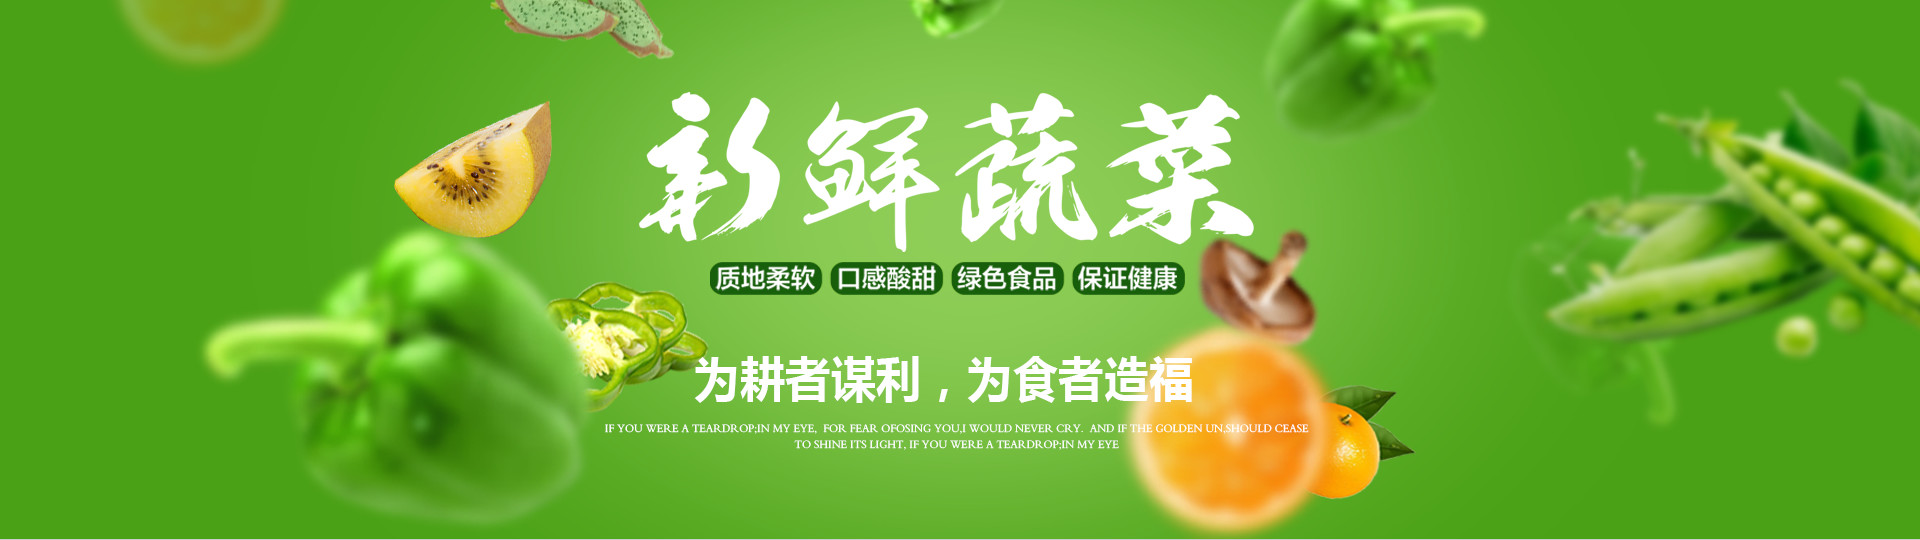 新鲜蔬菜
质地柔软 口感酸甜 绿色食品 保证健康
为耕者谋利，为食者造福
IF YOU WERE A TEARDROP;IN MY EYE, FOR FEAR OFOSING YOU,I WOULD NEVER CRY. AND IF THE GOLDEN UN;SHOULD CEASE
TO SHINE ITS LIGHT, IF YOU WERE A TEARDROP;IN MY EYE